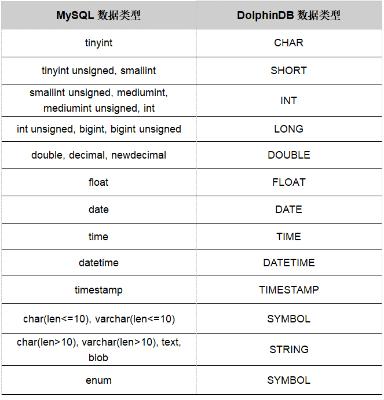 MySQL 数据类型 DolphinDB 数据类型
tinyint CHAR
tinyint unsigned, smallint SHORT
smallint unsigned, mediumint,
mediumint unsigned, int INT
int unsigned, bigint, bigint unsigned LONG
double, decimal, newdecimal DOUBLE
float FLOAT
date DATE
time TIME
datetime DATETIME
timestamp TIMESTAMP
char(len<=10), varchar(len<=10) SYMBOL
char(len>10), varchar(len>10), text,
blob STRING
enum SYMBOL